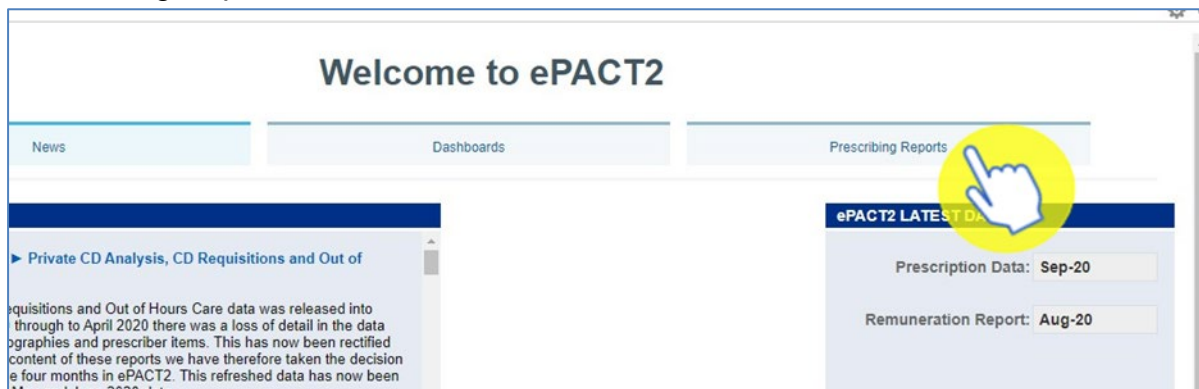 Welcome to ePACT2
News
Dashboards
Prescribing Reports
► Private CD Analysis, CD Requisitions and Out of
equisitions and Out of Hours Care data was released into
through to April 2020 there was a loss of detail in the data
ographies and prescriber items. This has now been rectified
content of these reports we have therefore taken the decision
e four months in ePACT2. This refreshed data has now been
ePACT2 LATEST
Prescription Data: Sep-20
Remuneration Report: Aug-20